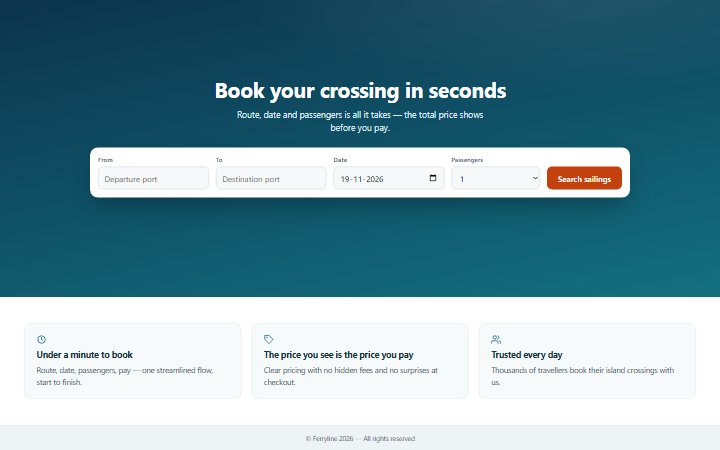 Book your crossing in seconds
Route, date and passengers is all it takes — the total price shows
before you pay.
From
To
Date
Passengers
Departure port
Destination port
19-11-2026
1
Search sailings
Under a minute to book
Route, date, passengers, pay — one streamlined flow,
start to finish.
The price you see is the price you pay
Clear pricing with no hidden fees and no surprises at
checkout.
Trusted every day
Thousands of travellers book their island crossings with
us.
© Ferryline 2026 — All rights reserved